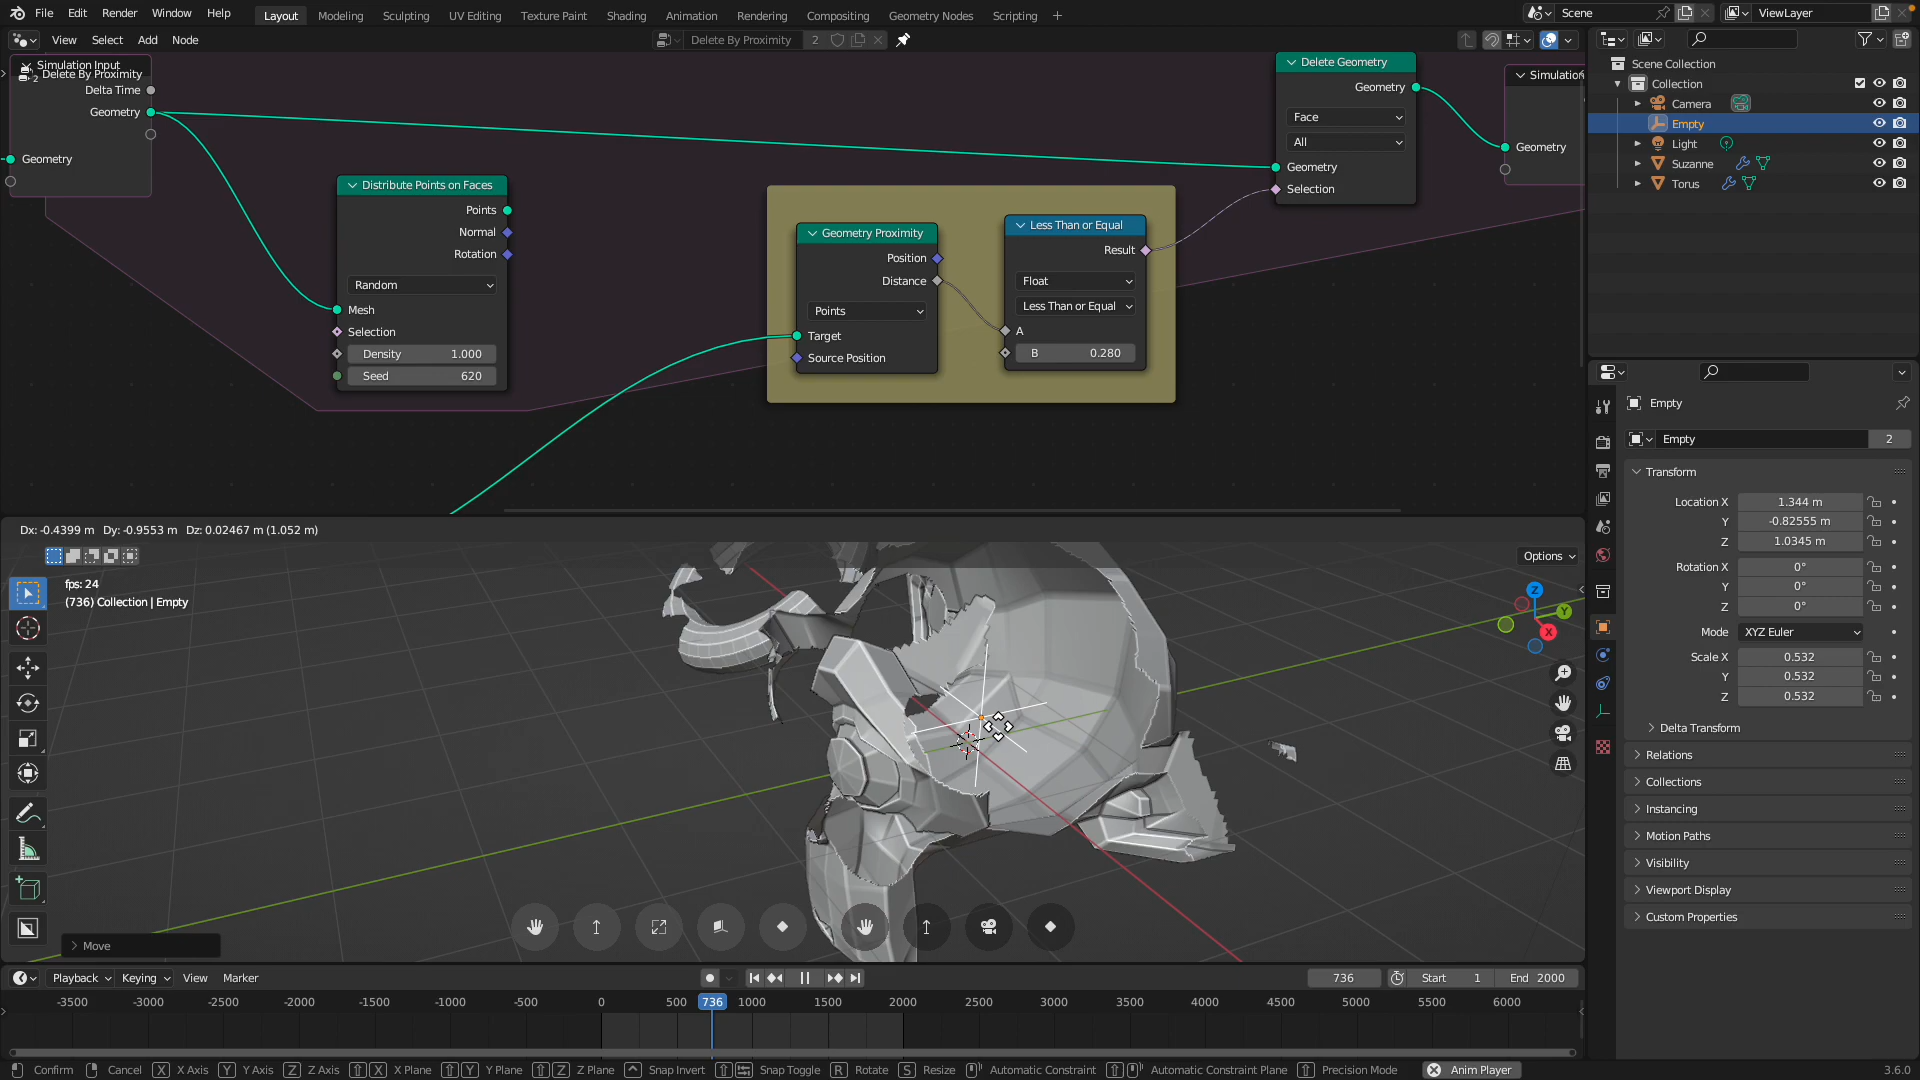 File Edit Render Window Help Layout Modeling Sculpting UV Editing Texture Paint Shading Animation Rendering Compositing Geometry Nodes Scripting + Scene ViewLayer
View Select Add Node Delete By Proximity 2
Simulation Input
2 Delete By Proximity
Delta Time
Geometry
Geometry
Distribute Points on Faces
Points
Normal
Rotation
Random
Mesh
Selection
Density 1.000
Seed 620
Geometry Proximity
Position
Distance
Points
Target
Source Position
Less Than or Equal
Result
Float
Less Than or Equal
A
B 0.280
Delete Geometry
Geometry
Face
All
Geometry
Selection
Simulation
Geometry
Scene Collection
Collection
Camera
Empty
Light
Suzanne
Torus
Empty
Empty 2
Transform
Location X 1.344 m
Y -0.82555 m
Z 1.0345 m
Rotation X 0°
Y 0°
Z 0°
Mode XYZ Euler
Scale X 0.532
Y 0.532
Z 0.532
Delta Transform
Relations
Collections
Instancing
Motion Paths
Visibility
Viewport Display
Custom Properties
Dx: -0.4399 m Dy: -0.9553 m Dz: 0.02467 m (1.052 m)
Options
fps: 24
(736) Collection | Empty
Z
Y
X
Move
Playback Keying View Marker 736 Start 1 End 2000
-3500 -3000 -2500 -2000 -1500 -1000 -500 0 500 736 1000 1500 2000 2500 3000 3500 4000 4500 5000 5500 6000
Confirm Cancel X X Axis Y Y Axis Z Z Axis X X Plane Y Y Plane Z Z Plane Snap Invert Snap Toggle R Rotate S Resize Automatic Constraint Automatic Constraint Plane Precision Mode Anim Player 3.6.0